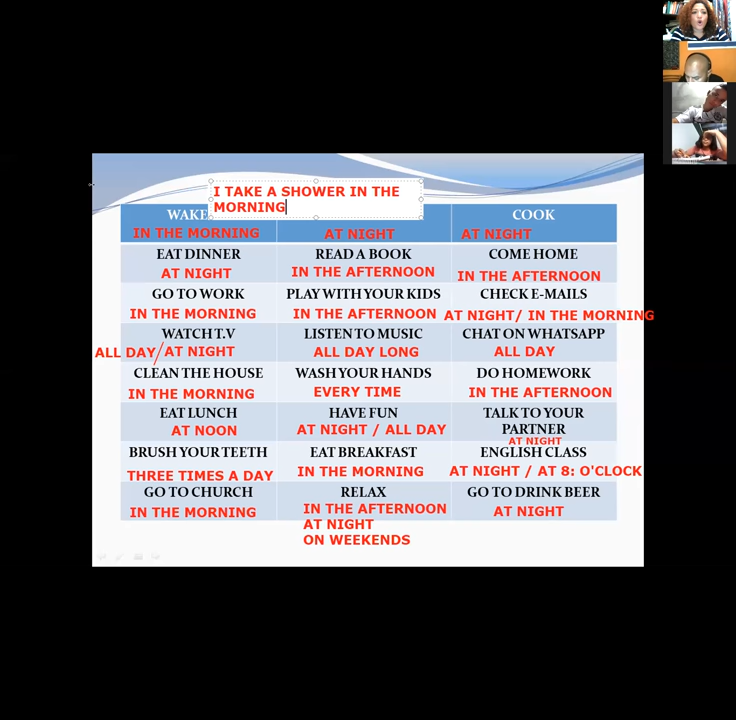 I TAKE A SHOWER IN THE
MORNING
WAKE
COOK
IN THE MORNING
AT NIGHT
AT NIGHT
EAT DINNER
READ A BOOK
COME HOME
AT NIGHT
IN THE AFTERNOON
IN THE AFTERNOON
GO TO WORK
PLAY WITH YOUR KIDS
CHECK E-MAILS
IN THE MORNING
IN THE AFTERNOON
AT NIGHT/ IN THE MORNING
WATCH T.V
LISTEN TO MUSIC
CHAT ON WHATSAPP
ALL DAY/AT NIGHT
ALL DAY LONG
ALL DAY
CLEAN THE HOUSE
WASH YOUR HANDS
DO HOMEWORK
IN THE MORNING
EVERY TIME
IN THE AFTERNOON
EAT LUNCH
HAVE FUN
TALK TO YOUR
PARTNER
AT NOON
AT NIGHT / ALL DAY
AT NIGHT
BRUSH YOUR TEETH
EAT BREAKFAST
ENGLISH CLASS
THREE TIMES A DAY
IN THE MORNING
AT NIGHT / AT 8: O'CLOCK
GO TO CHURCH
RELAX
GO TO DRINK BEER
IN THE MORNING
IN THE AFTERNOON
AT NIGHT
ON WEEKENDS
AT NIGHT